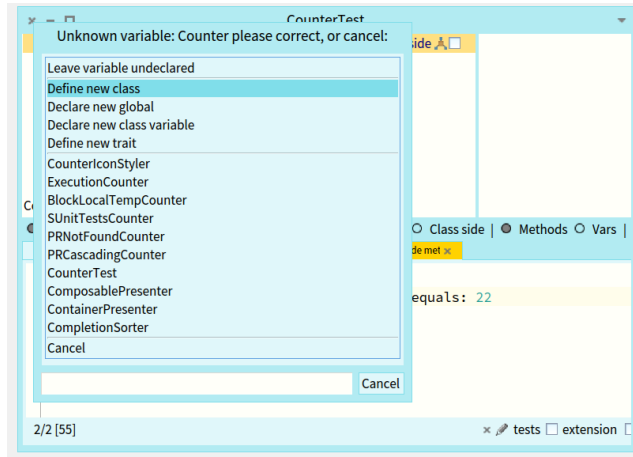 CounterTest
Unknown variable: Counter please correct, or cancel:
side
Leave variable undeclared
Define new class
Declare new global
Declare new class variable
Define new trait
CounterIconStyler
ExecutionCounter
BlockLocalTempCounter
SUnitTestsCounter
PRNotFoundCounter
PRCascadingCounter
CounterTest
ComposablePresenter
ContainerPresenter
CompletionSorter
Cancel
Class side | Methods Vars |
de met ×
equals: 22
Cancel
2/2 [55]
tests extension